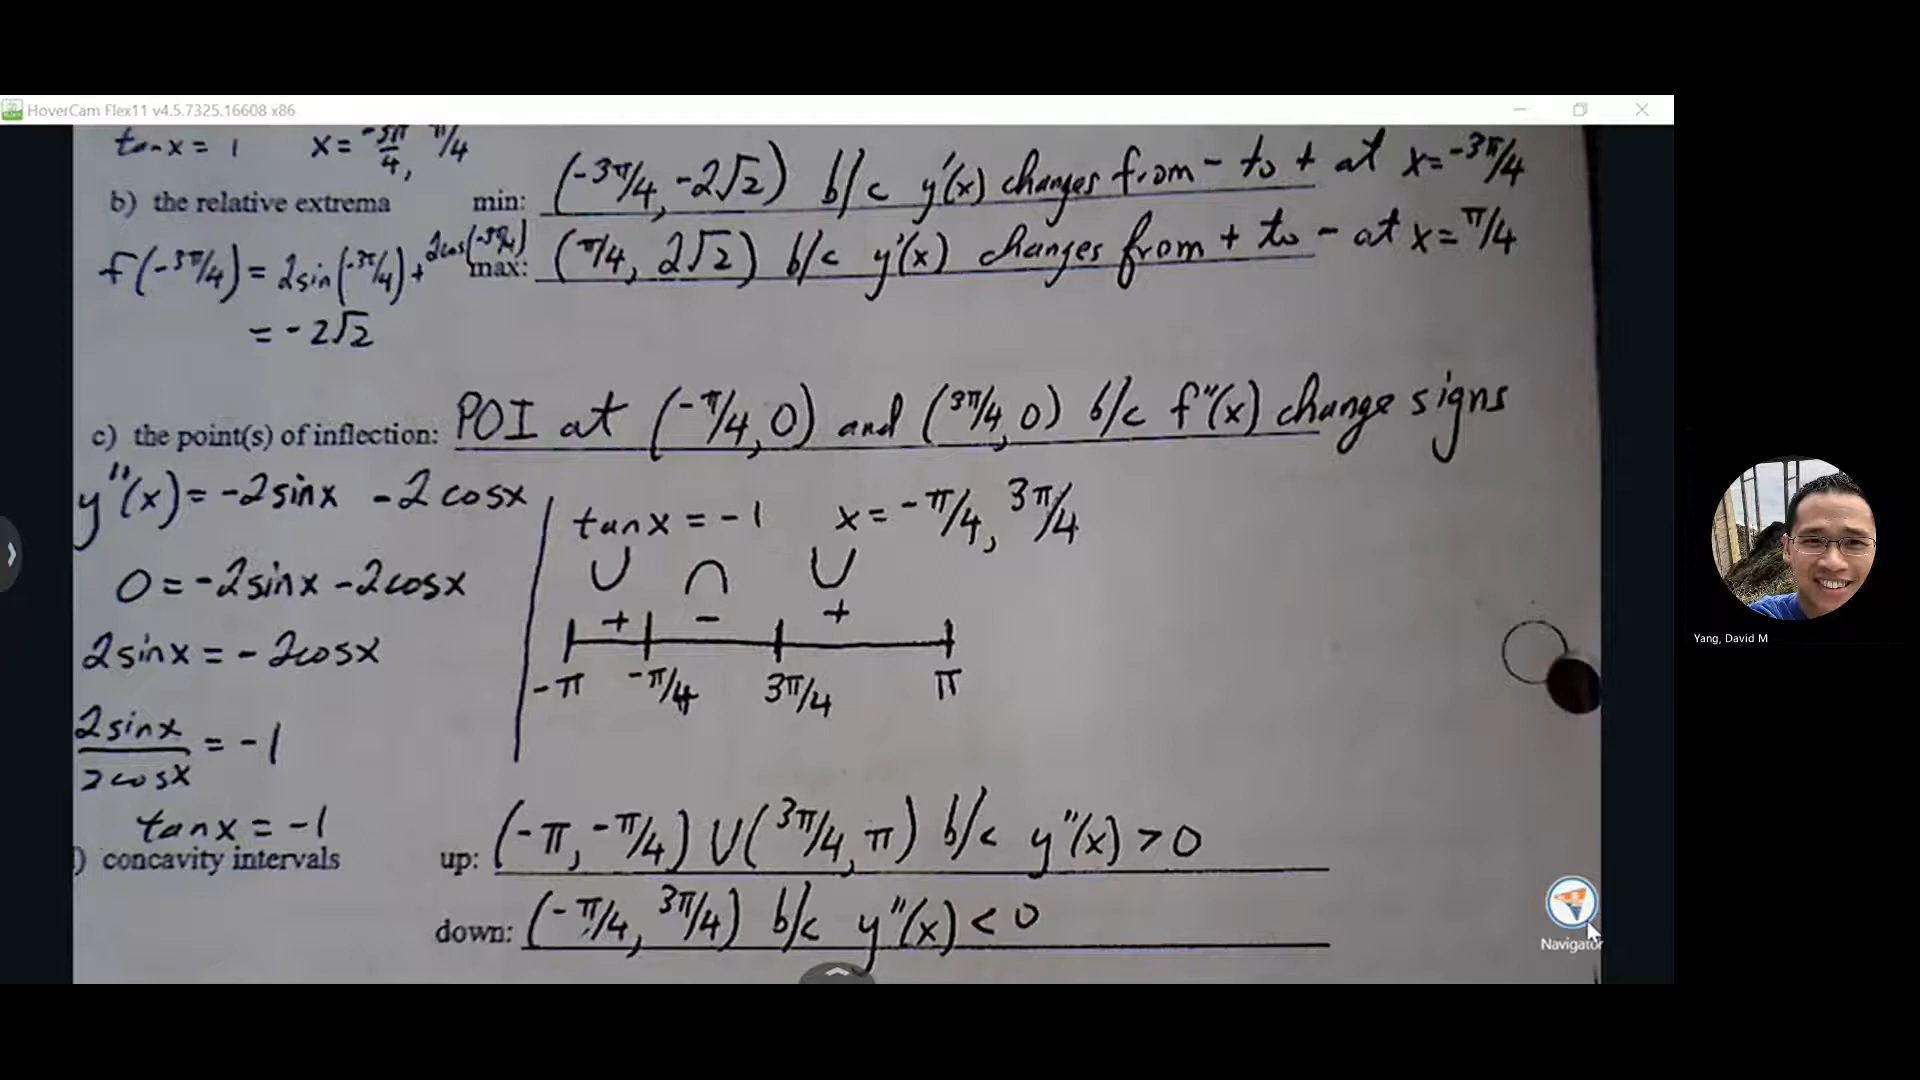 HoverCam Flex11 v4.5.7325.16608 x86
tanx = 1 x = -3π/4, π/4
b) the relative extrema min: (-3π/4, -2√2) b/c y'(x) changes from - to + at x=-3π/4
f(-3π/4) = 2sin(-3π/4) + 2cos(-3π/4) max: (π/4, 2√2) b/c y'(x) changes from + to - at x=π/4
= -2√2
c) the point(s) of inflection: POI at (-π/4, 0) and (3π/4, 0) b/c f"(x) change signs
y"(x) = -2sinx - 2cosx
0 = -2sinx - 2cosx
2sinx = -2cosx
2sinx/2cosx = -1
tanx = -1
tanx = -1 x = -π/4, 3π/4
∪ ∩ ∪
+ - +
-π -π/4 3π/4 π
) concavity intervals up: (-π, -π/4) ∪ (3π/4, π) b/c y"(x) > 0
down: (-π/4, 3π/4) b/c y"(x) < 0
Navigator
Yang, David M